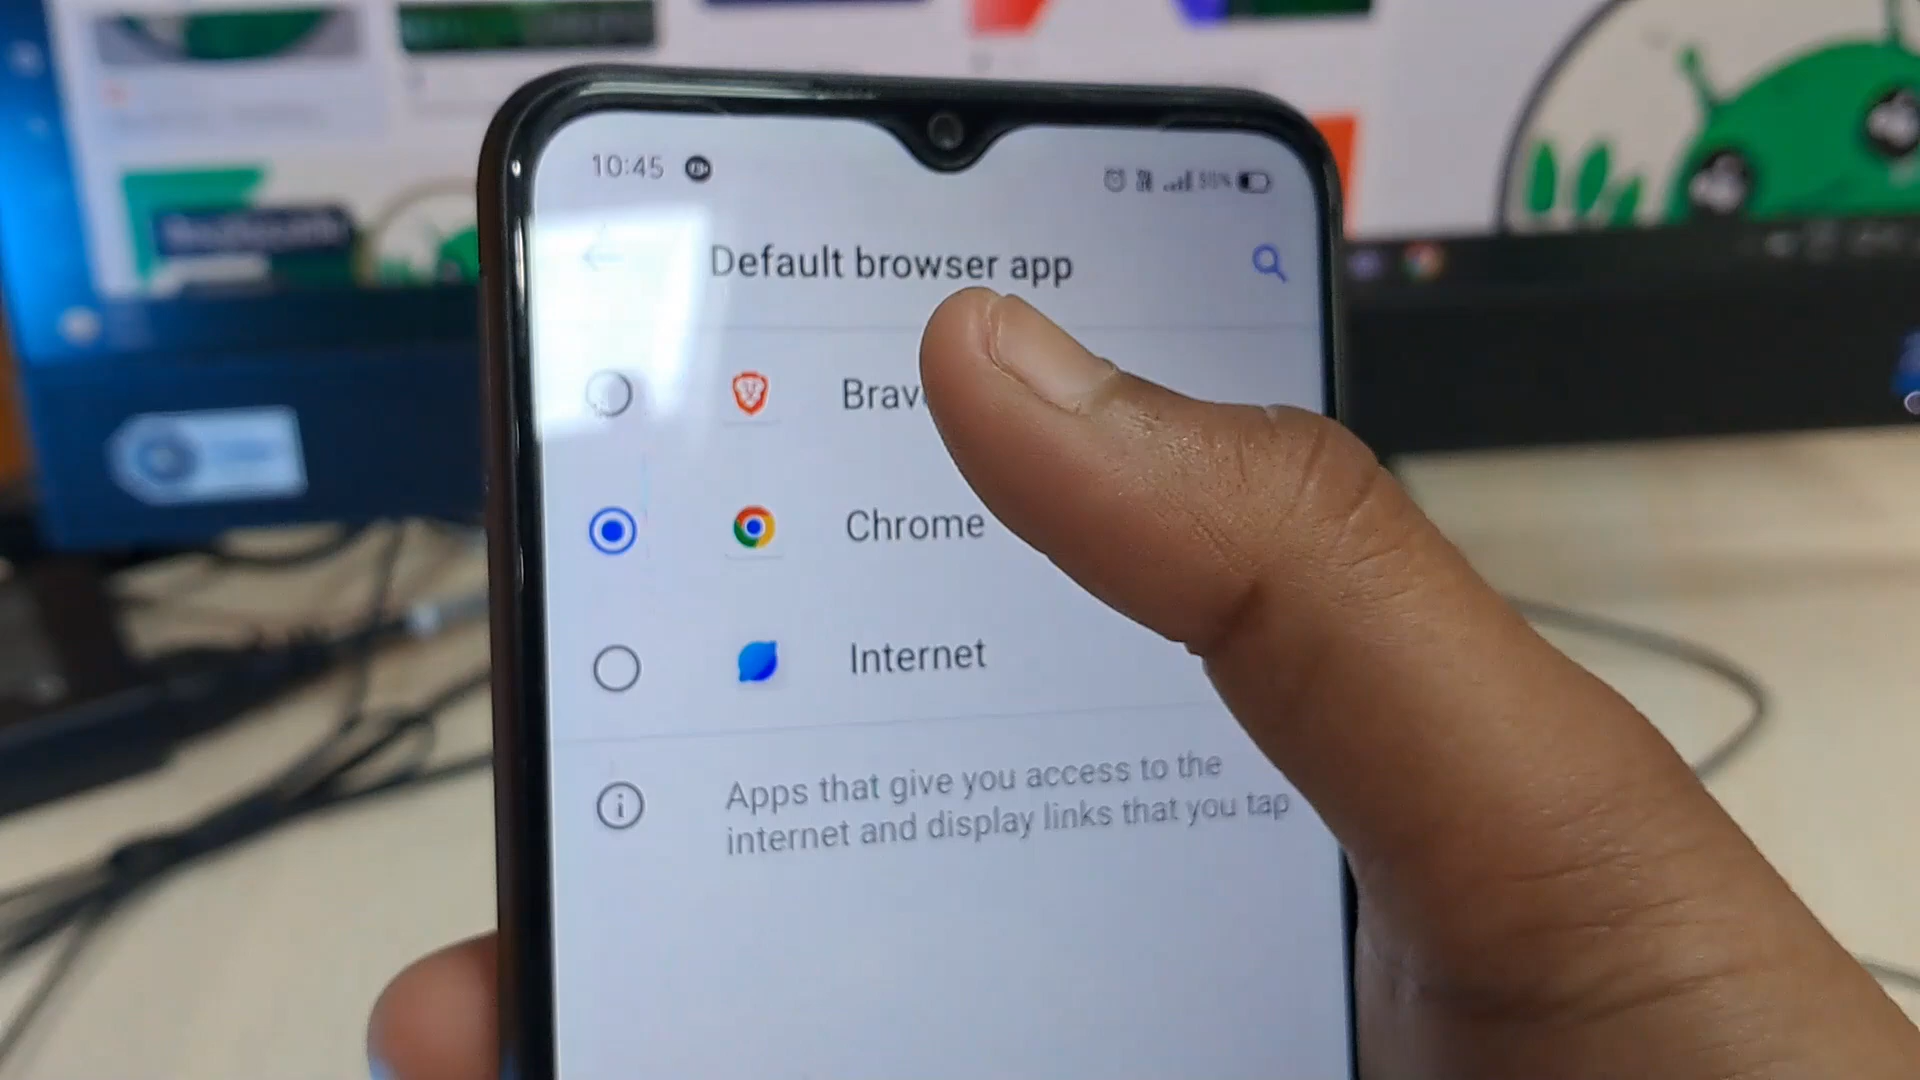 10:45
Default browser app
Brav
Chrome
Internet
Apps that give you access to the
internet and display links that you tap